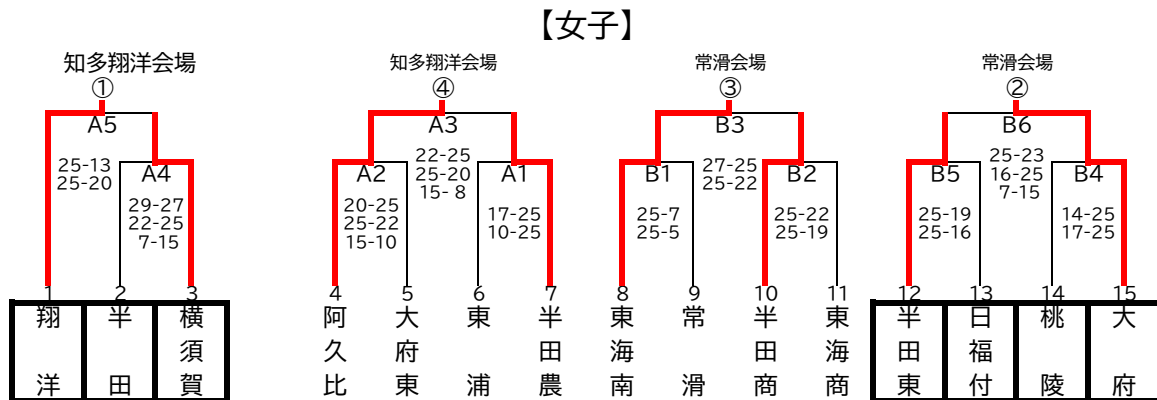 【女子】
知多翔洋会場 知多翔洋会場 常滑会場 常滑会場
① ④ ③ ②
A5 A3 B3 B6
25-13 22-25 27-25 25-23
25-20 25-20 25-22 16-25
15- 8 7-15
A4 A2 A1 B1 B2 B5 B4
29-27 20-25 17-25 25-7 25-22 25-19 14-25
22-25 25-22 10-25 25-5 25-19 25-16 17-25
7-15 15-10
1 2 3 4 5 6 7 8 9 10 11 12 13 14 15
翔洋
半田
横須賀
阿久比
大府東
東浦
半田農
東海南
常滑
半田商
東海商
半田東
日福付
桃陵
大府